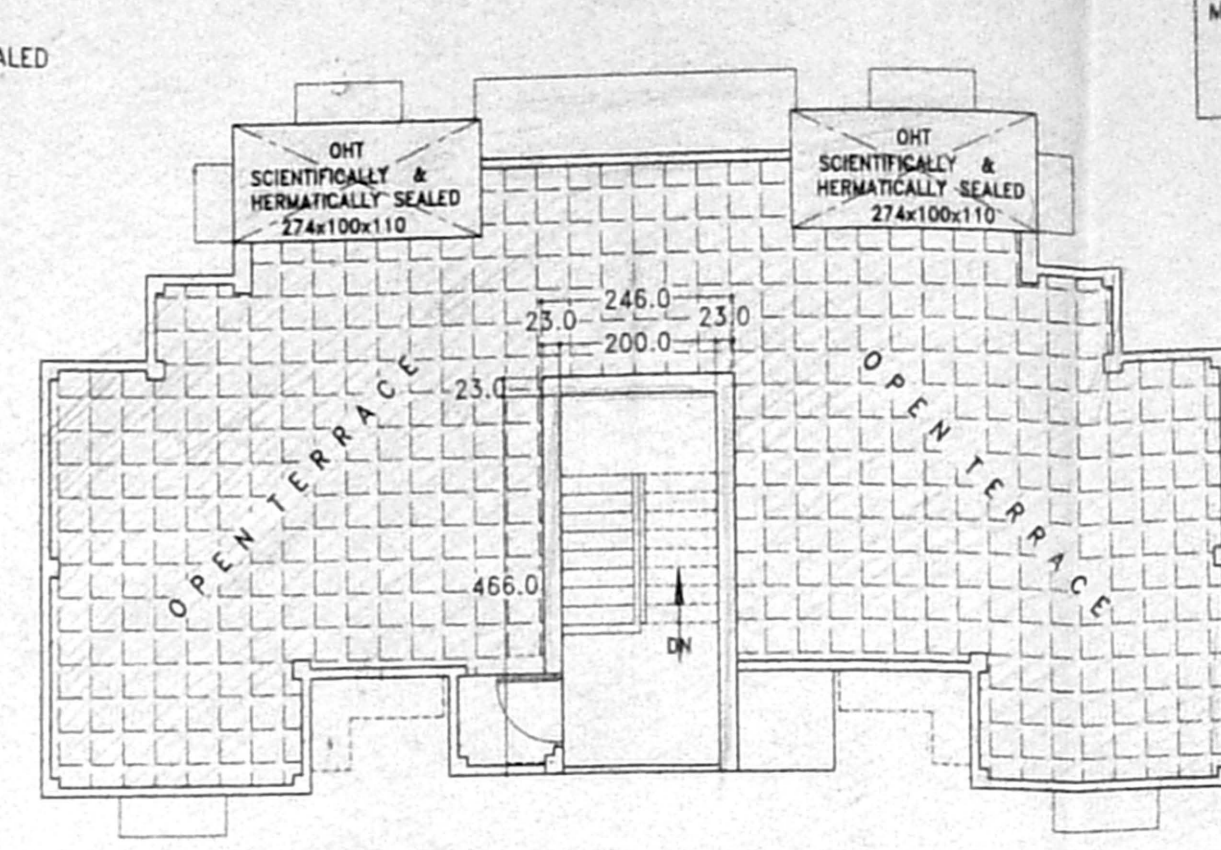 ALED
M
OHT
SCIENTIFICALLY &
HERMATICALLY SEALED
274x100x110
OHT
SCIENTIFICALLY &
HERMATICALLY SEALED
274x100x110
246.0
23.0 23.0
200.0
23.0
OPEN TERRACE
OPEN TERRACE
466.0
DN